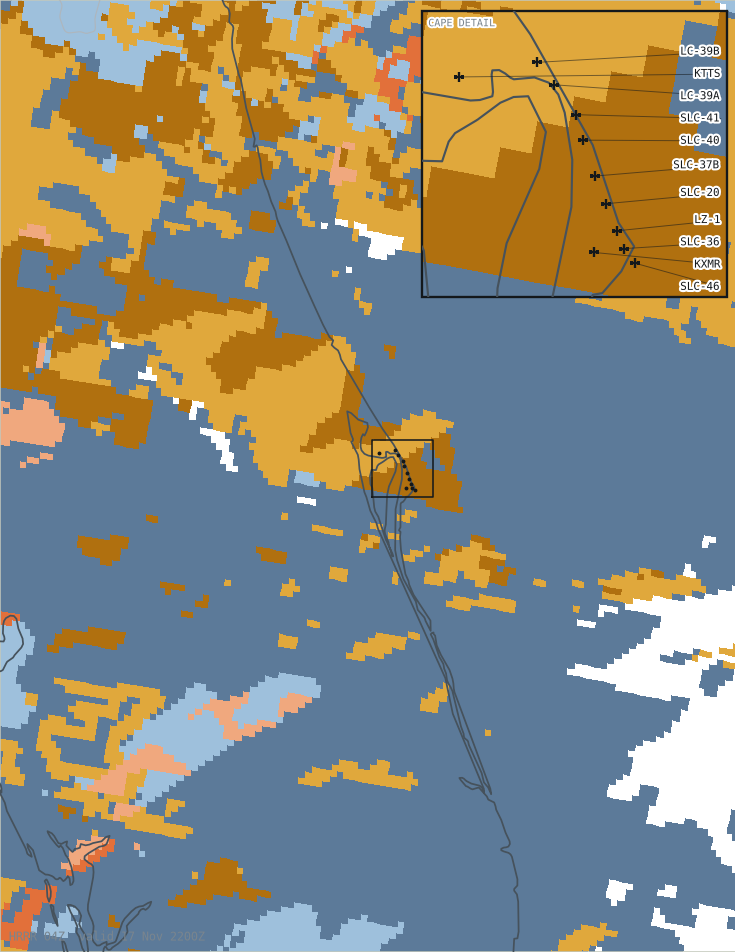 CAPE DETAIL
LC-39B
KTTS
LC-39A
SLC-41
SLC-40
SLC-37B
SLC-20
LZ-1
SLC-36
KXMR
SLC-46